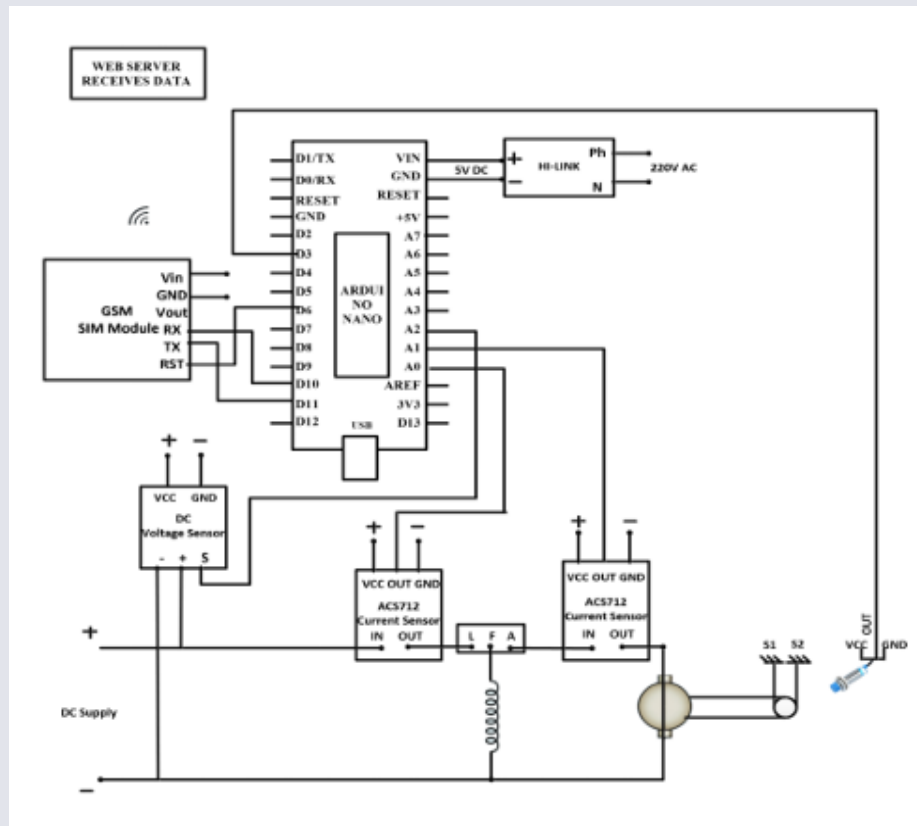 WEB SERVER
RECEIVES DATA
D1/TX
D0/RX
RESET
GND
D2
D3
D4
D5
D6
D7
D8
D9
D10
D11
D12
VIN
GND
RESET
+5V
A7
A6
A5
A4
A3
A2
A1
A0
AREF
3V3
D13
ARDUI
NO
NANO
USB
5V DC
+
−
HI-LINK
Ph
N
220V AC
GSM
SIM Module
Vin
GND
Vout
RX
TX
RST
+ −
VCC GND
DC
Voltage Sensor
- + S
+ −
VCC OUT GND
ACS712
Current Sensor
IN OUT
L F A
+ −
VCC OUT GND
ACS712
Current Sensor
IN OUT
S1 S2
OUT
VCC GND
+
DC Supply
−